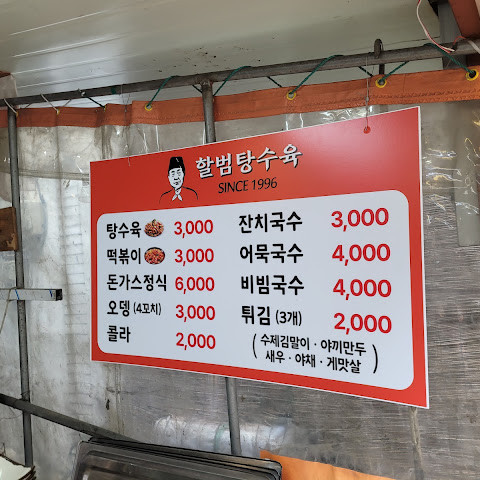 할범탕수육
SINCE 1996
탕수육 3,000
떡볶이 3,000
돈가스정식 6,000
오뎅 (4꼬치) 3,000
콜라 2,000
잔치국수 3,000
어묵국수 4,000
비빔국수 4,000
튀김 (3개) 2,000
(수제김말이 · 야끼만두
새우 · 야채 · 게맛살)